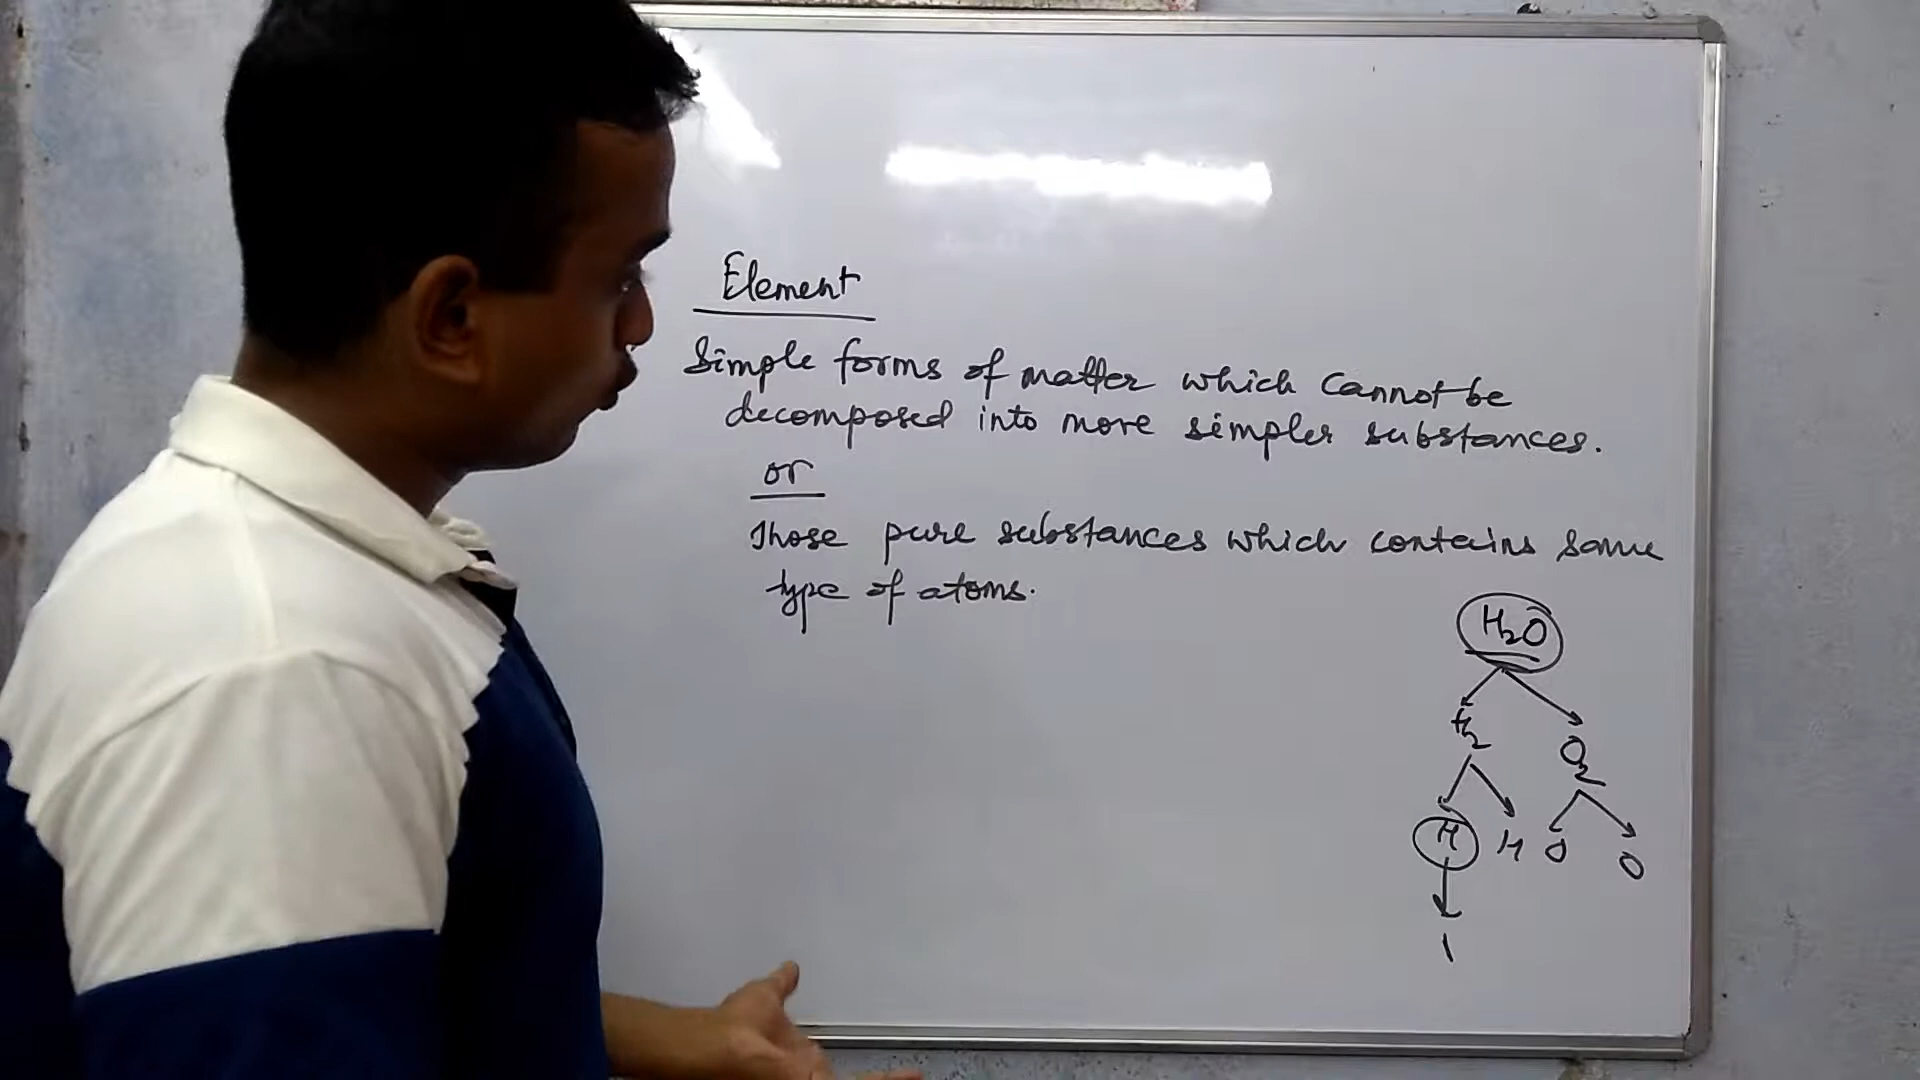 Element
Simple forms of matter which cannot be
decomposed into more simpler substances.
or
Those pure substances which contains same
type of atoms.
H₂O
H₂ O₂
H H O O
1